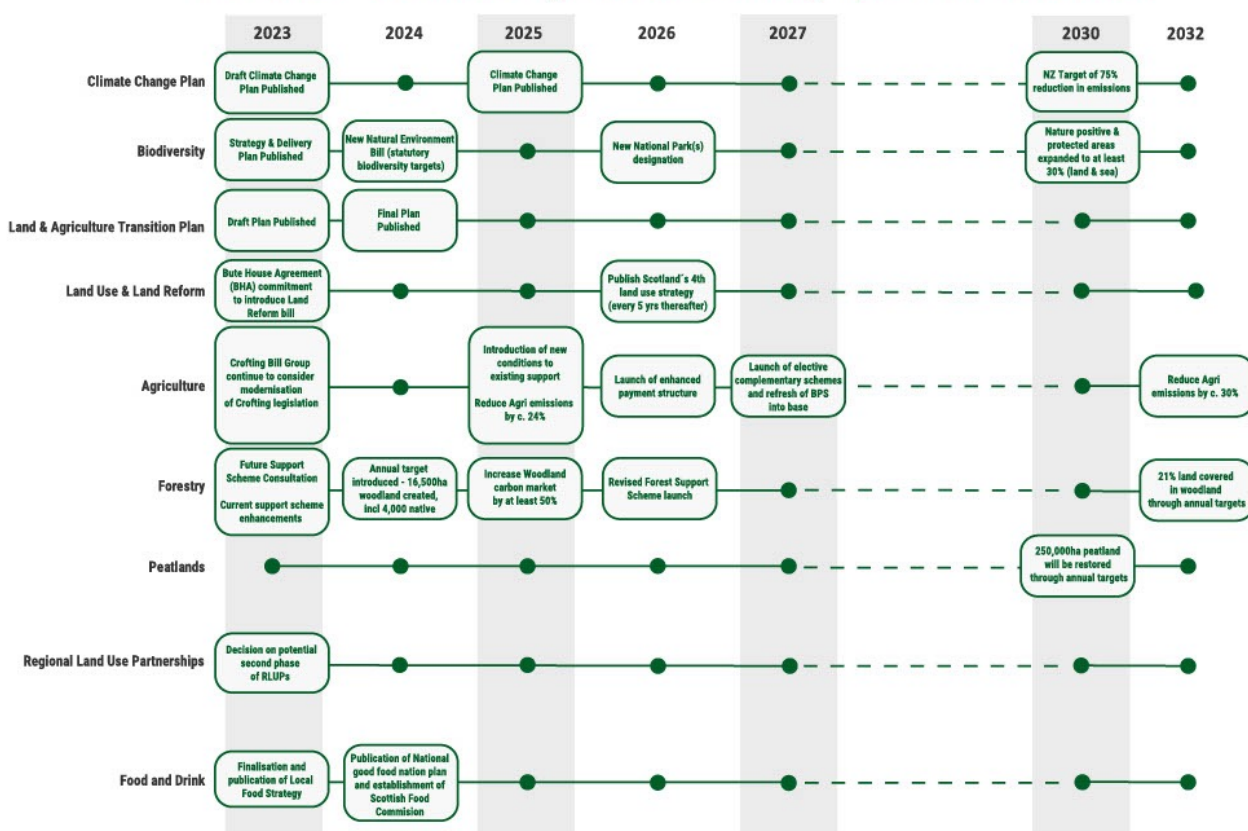 2023
2024
2025
2026
2027
2030
2032
Climate Change Plan
Draft Climate Change
Plan Published
Climate Change
Plan Published
NZ Target of 75%
reduction in emissions
Biodiversity
Strategy & Delivery
Plan Published
New Natural Environment
Bill (statutory
biodiversity targets)
New National Park(s)
designation
Nature positive &
protected areas
expanded to at least
30% (land & sea)
Land & Agriculture Transition Plan
Draft Plan Published
Final Plan
Published
Land Use & Land Reform
Bute House Agreement
(BHA) commitment
to introduce Land
Reform bill
Publish Scotland´s 4th
land use strategy
(every 5 yrs thereafter)
Agriculture
Crofting Bill Group
continue to consider
modernisation
of Crofting legislation
Introduction of new
conditions to
existing support
Reduce Agri emissions
by c. 24%
Launch of enhanced
payment structure
Launch of elective
complementary schemes
and refresh of BPS
into base
Reduce Agri
emissions by c. 30%
Forestry
Future Support
Scheme Consultation
Current support scheme
enhancements
Annual target
introduced - 16,500ha
woodland created,
incl 4,000 native
Increase Woodland
carbon market
by at least 50%
Revised Forest Support
Scheme launch
21% land covered
in woodland
through annual targets
Peatlands
250,000ha peatland
will be restored
through annual targets
Regional Land Use Partnerships
Decision on potential
second phase
of RLUPs
Food and Drink
Finalisation and
publication of Local
Food Strategy
Publication of National
good food nation plan
and establishment of
Scottish Food
Commision